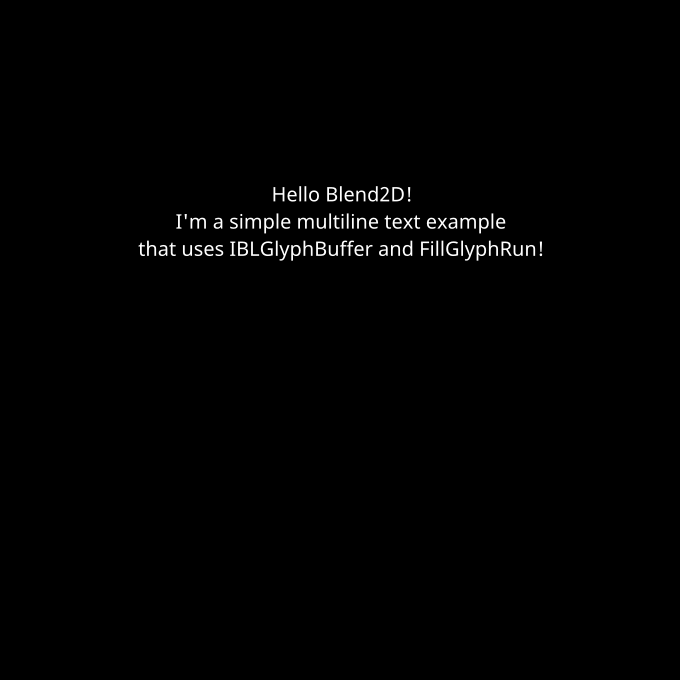 Hello Blend2D!
I'm a simple multiline text example
that uses IBLGlyphBuffer and FillGlyphRun!